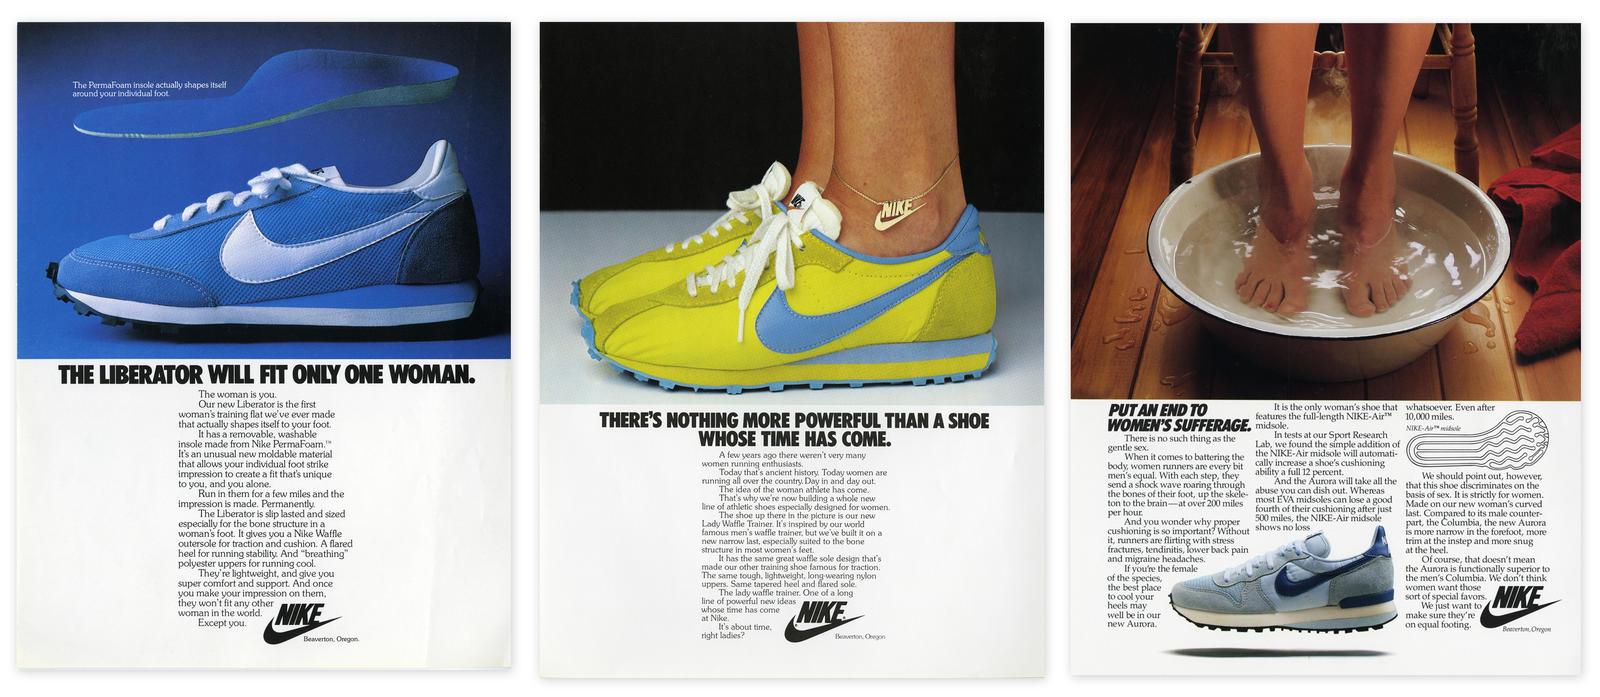 The PermaFoam insole actually shapes itself
around your individual foot.
THE LIBERATOR WILL FIT ONLY ONE WOMAN.
The woman is you.
Our new Liberator is the first
woman's training flat we've ever made
that actually shapes itself to your foot.
It has a removable, washable
insole made from Nike PermaFoam.™
It's an unusual new moldable material
that allows your individual foot strike
impression to create a fit that's unique
to you, and you alone.
Run in them for a few miles and the
impression is made. Permanently.
The Liberator is slip lasted and sized
especially for the bone structure in a
woman's foot. It gives you a Nike Waffle
outersole for traction and cushion. A flared
heel for running stability. And "breathing"
polyester uppers for running cool.
They're lightweight, and give you
super comfort and support. And once
you make your impression on them,
they won't fit any other
woman in the world.
Except you.
NIKE
Beaverton, Oregon.
NIKE
THERE'S NOTHING MORE POWERFUL THAN A SHOE
WHOSE TIME HAS COME.
A few years ago there weren't very many
women running enthusiasts.
Today that's ancient history. Today women are
running all over the country. Day in and day out.
The idea of the woman athlete has come.
That's why we're now building a whole new
line of athletic shoes especially designed for women.
The shoe up there in the picture is our new
Lady Waffle Trainer. It's inspired by our world
famous men's waffle trainer, but we've built it on a
new narrow last, especially suited to the bone
structure in most women's feet.
It has the same great waffle sole design that's
made our other training shoe famous for traction.
The same tough, lightweight, long-wearing nylon
uppers. Same tapered heel and flared sole.
The lady waffle trainer. One of a long
line of powerful new ideas
whose time has come
at Nike.
It's about time,
right ladies?
NIKE
Beaverton, Oregon
PUT AN END TO
WOMEN'S SUFFERAGE.
There is no such thing as the
gentle sex.
When it comes to battering the
body, women runners are every bit
men's equal. With each step, they
send a shock wave roaring through
the bones of their foot, up the skele-
ton to the brain—at over 200 miles
per hour.
And you wonder why proper
cushioning is so important? Without
it, runners are flirting with stress
fractures, tendinitis, lower back pain
and migraine headaches.
If you're the female
of the species,
the best place
to cool your
heels may
well be in our
new Aurora.
It is the only woman's shoe that
features the full-length NIKE-Air™
midsole.
In tests at our Sport Research
Lab, we found the simple addition of
the NIKE-Air midsole will automati-
cally increase a shoe's cushioning
ability a full 12 percent.
And the Aurora will take all the
abuse you can dish out. Whereas
most EVA midsoles can lose a good
fourth of their cushioning after just
500 miles, the NIKE-Air midsole
shows no loss
whatsoever. Even after
10,000 miles.
NIKE-Air™ midsole
We should point out, however,
that this shoe discriminates on the
basis of sex. It is strictly for women.
Made on our new woman's curved
last. Compared to its male counter-
part, the Columbia, the new Aurora
is more narrow in the forefoot, more
trim at the instep and more snug
at the heel.
Of course, that doesn't mean
the Aurora is functionally superior to
the men's Columbia. We don't think
women want those
sort of special favors.
We just want to
make sure they're
on equal footing.
NIKE
Beaverton, Oregon